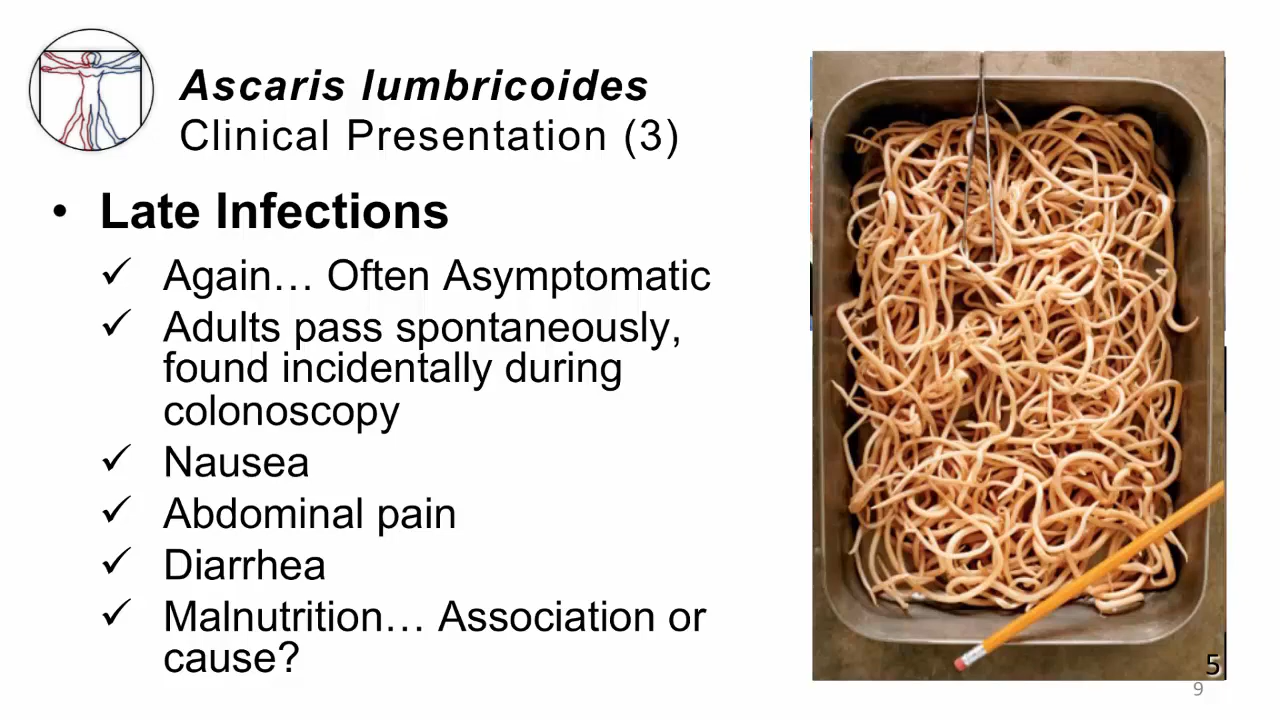 Ascaris lumbricoides
Clinical Presentation (3)
• Late Infections
✓ Again… Often Asymptomatic
✓ Adults pass spontaneously,
found incidentally during
colonoscopy
✓ Nausea
✓ Abdominal pain
✓ Diarrhea
✓ Malnutrition… Association or
cause?
5
9